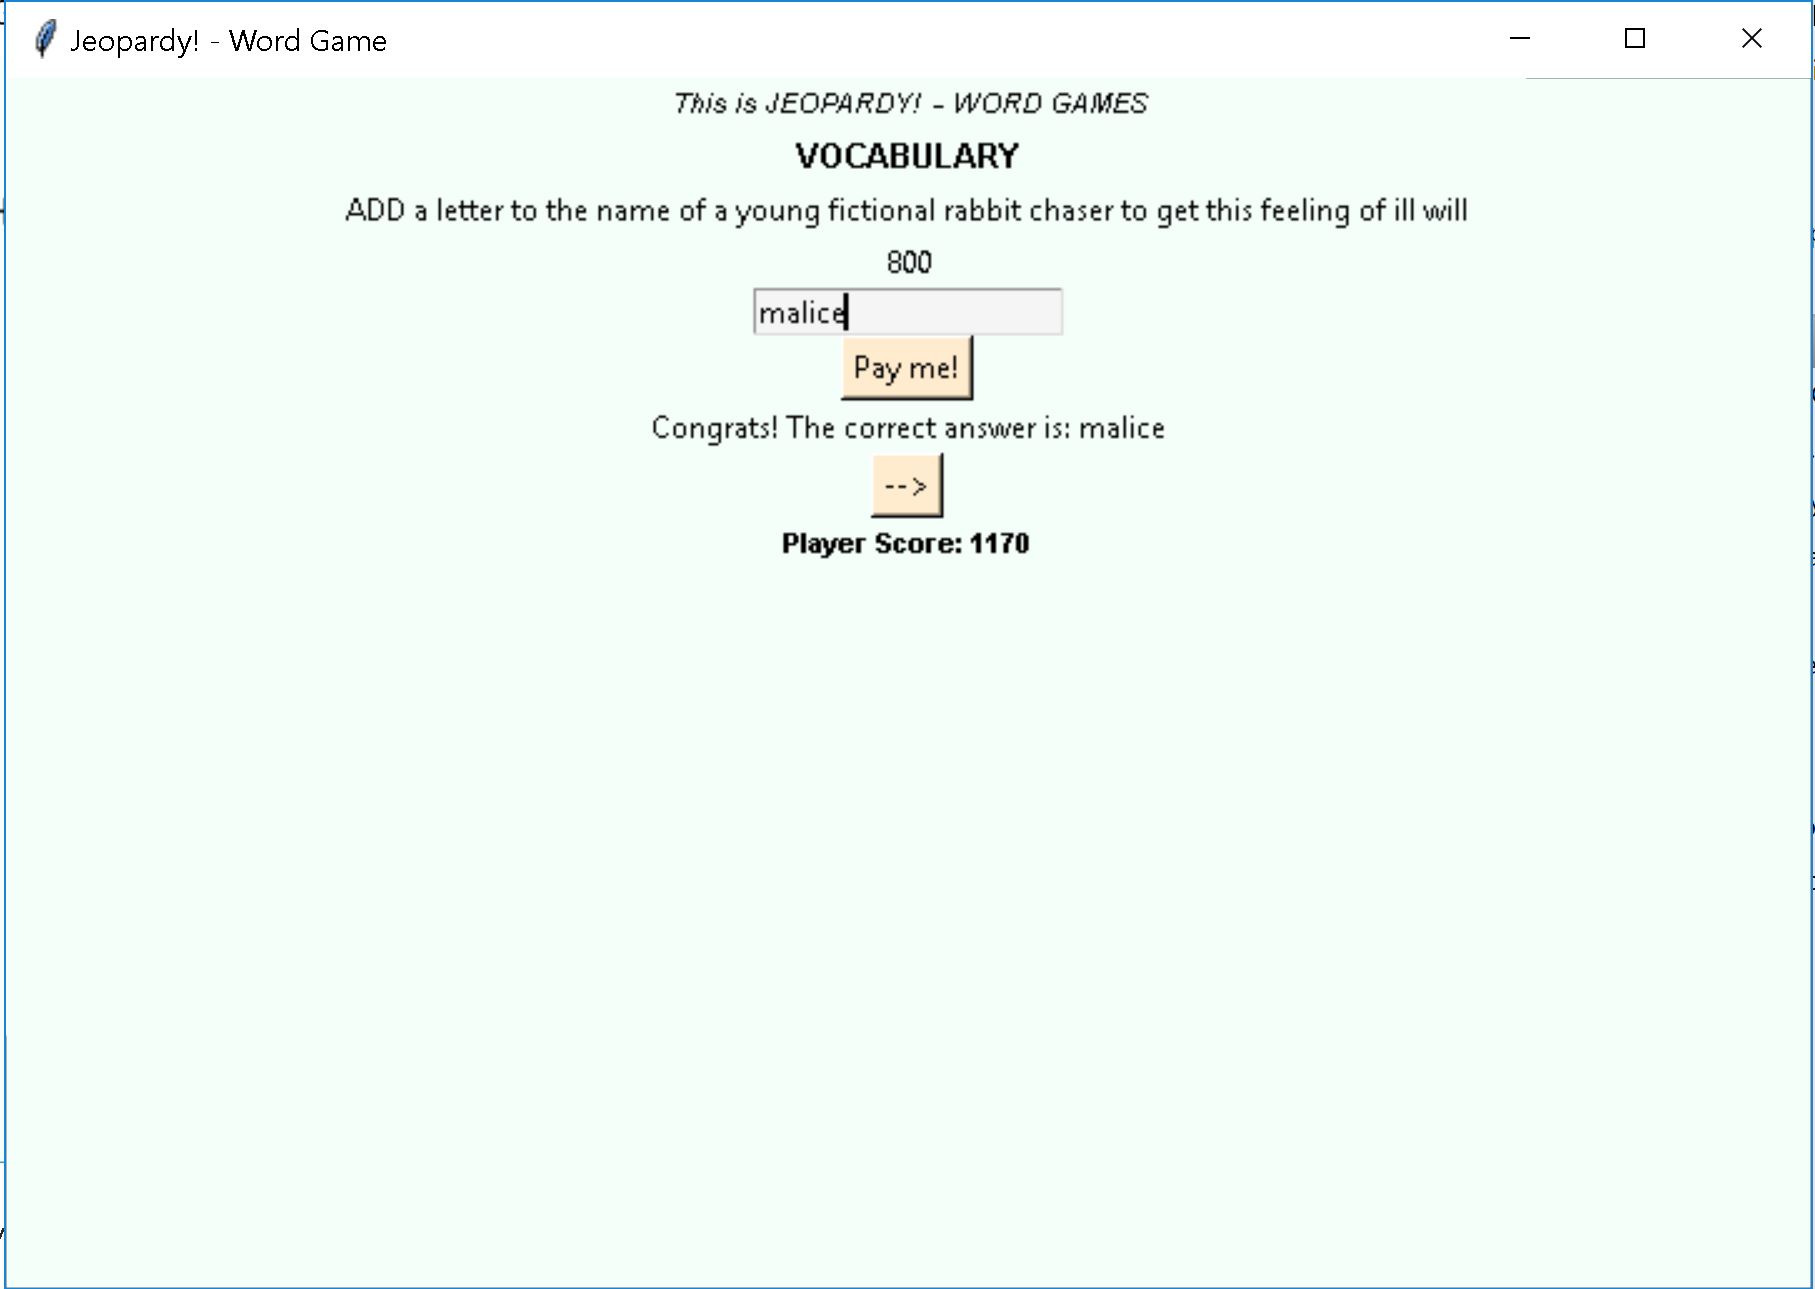 Jeopardy! - Word Game
This is JEOPARDY! - WORD GAMES
VOCABULARY
ADD a letter to the name of a young fictional rabbit chaser to get this feeling of ill will
800
malice
Pay me!
Congrats! The correct answer is: malice
-->
Player Score: 1170